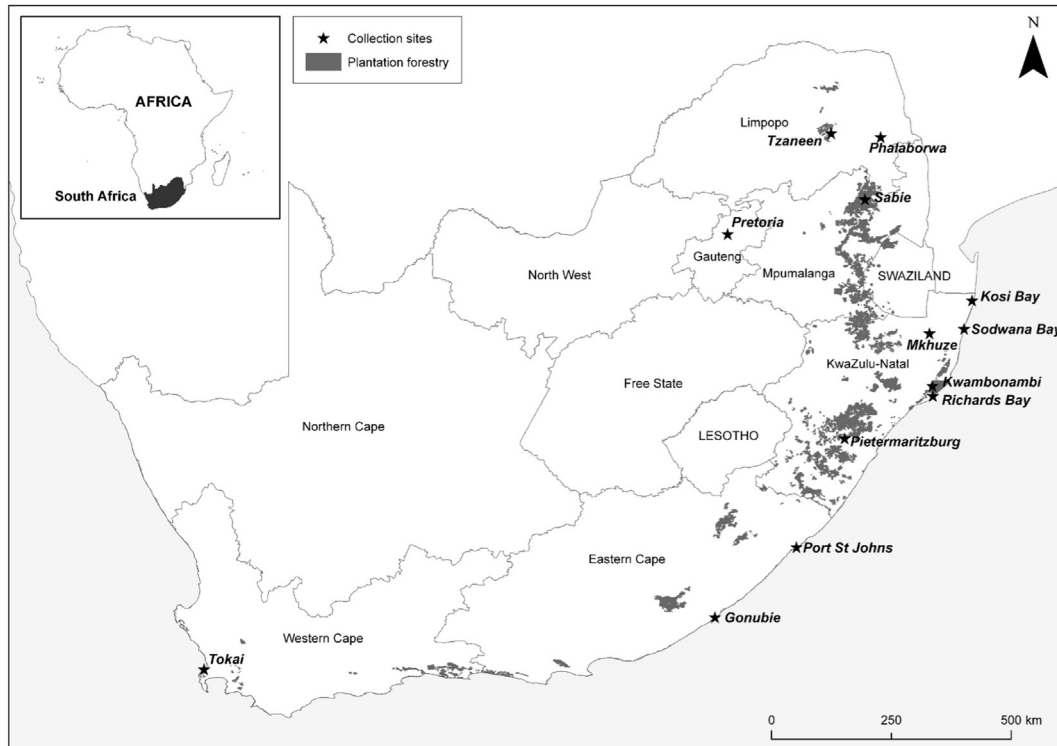 N
Collection sites
Plantation forestry
AFRICA
South Africa
Limpopo
Tzaneen
Phalaborwa
Sabie
Pretoria
Gauteng
North West
Mpumalanga
SWAZILAND
Kosi Bay
Sodwana Bay
Mkhuze
KwaZulu-Natal
Free State
Kwambonambi
Richards Bay
Northern Cape
LESOTHO
Pietermaritzburg
Port St Johns
Eastern Cape
Gonubie
Western Cape
Tokai
0 250 500 km